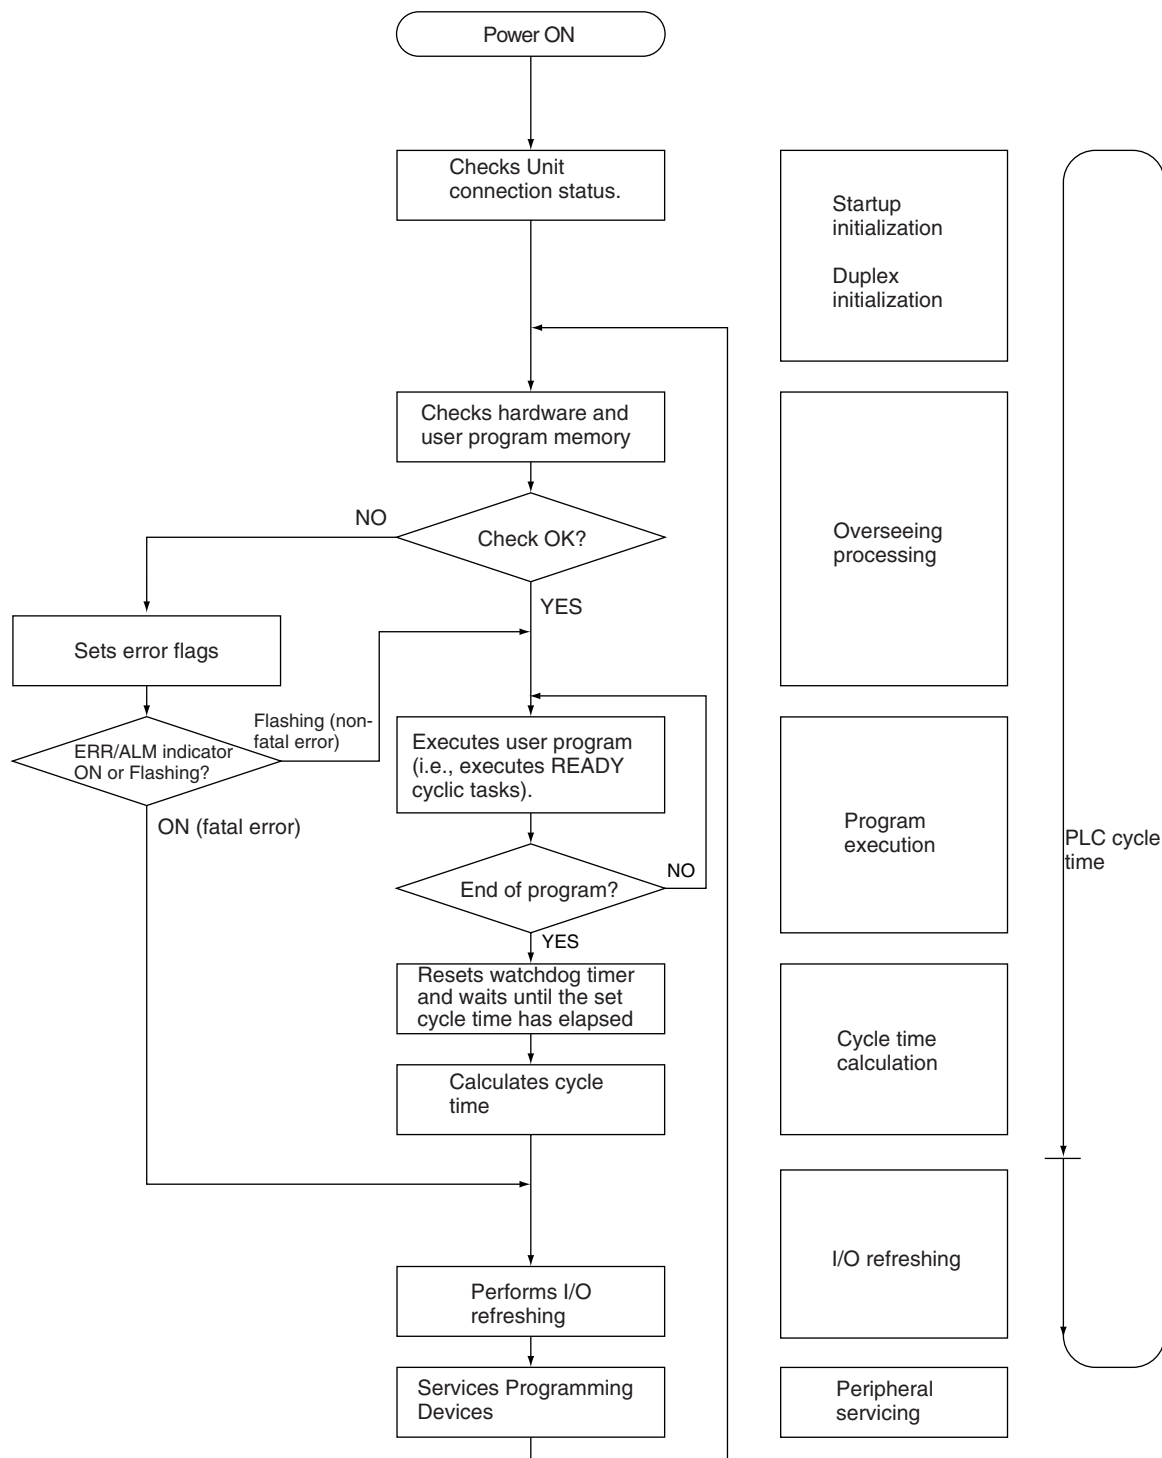 Power ON
Checks Unit
connection status.
Startup
initialization
Duplex
initialization
Checks hardware and
user program memory
NO
Check OK?
Overseeing
processing
YES
Sets error flags
Flashing (non-
fatal error)
ERR/ALM indicator
ON or Flashing?
Executes user program
(i.e., executes READY
cyclic tasks).
ON (fatal error)
Program
execution
PLC cycle
time
End of program?
NO
YES
Resets watchdog timer
and waits until the set
cycle time has elapsed
Cycle time
calculation
Calculates cycle
time
I/O refreshing
Performs I/O
refreshing
Services Programming
Devices
Peripheral
servicing